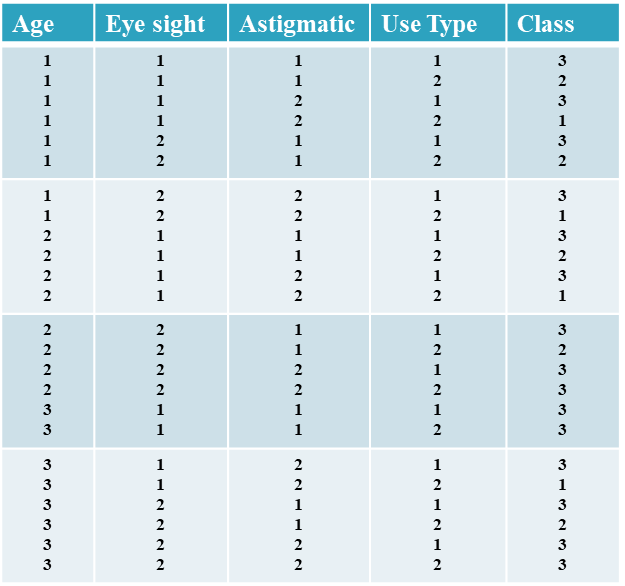 Age Eye sight Astigmatic Use Type Class
1 1 1 1 3
1 1 1 2 2
1 1 2 1 3
1 1 2 2 1
1 2 1 1 3
1 2 1 2 2
1 2 2 1 3
1 2 2 2 1
2 1 1 1 3
2 1 1 2 2
2 1 2 1 3
2 1 2 2 1
2 2 1 1 3
2 2 1 2 2
2 2 2 1 3
2 2 2 2 3
3 1 1 1 3
3 1 1 2 3
3 1 2 1 3
3 1 2 2 1
3 2 1 1 3
3 2 1 2 2
3 2 2 1 3
3 2 2 2 3